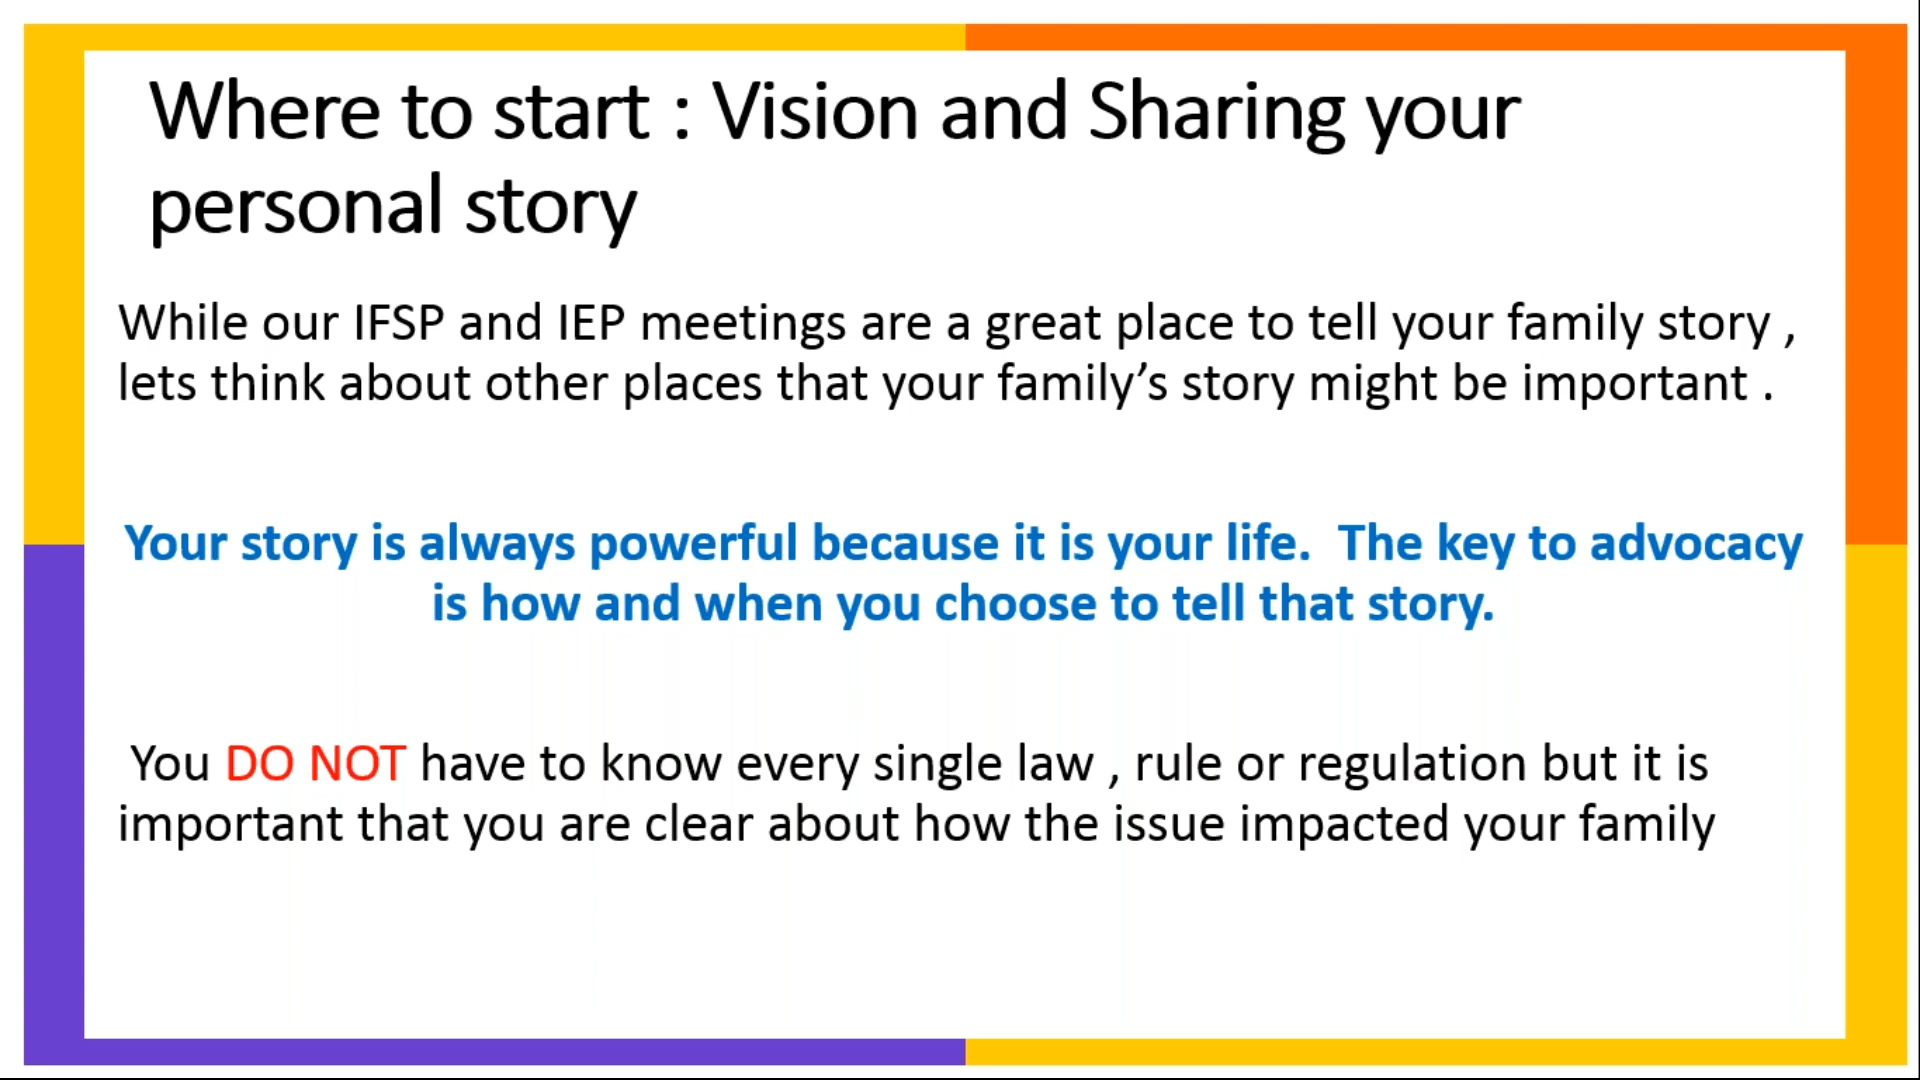 Where to start : Vision and Sharing your
personal story
While our IFSP and IEP meetings are a great place to tell your family story ,
lets think about other places that your family’s story might be important .
Your story is always powerful because it is your life.  The key to advocacy
is how and when you choose to tell that story.
You DO NOT have to know every single law , rule or regulation but it is
important that you are clear about how the issue impacted your family